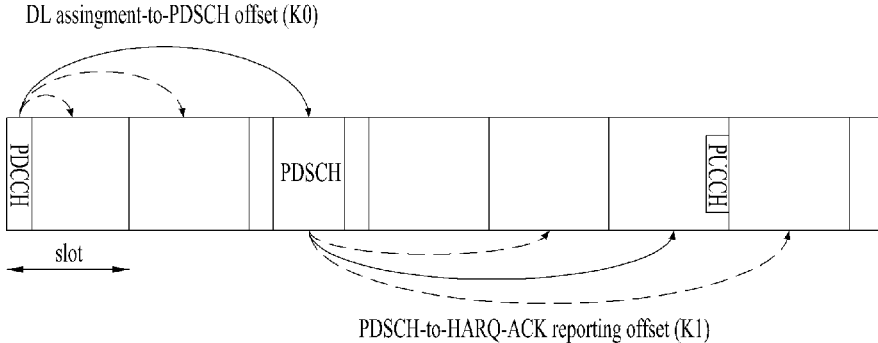 DL assingment-to-PDSCH offset (K0)
PDCCH
PDSCH
PUCCH
slot
PDSCH-to-HARQ-ACK reporting offset (K1)